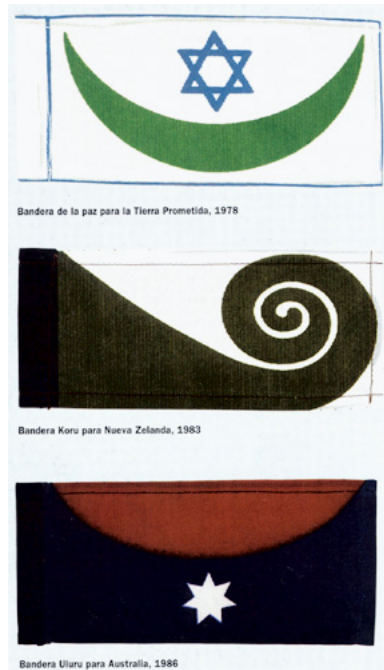 Bandera de la paz para la Tierra Prometida, 1978
Bandera Koru para Nueva Zelanda, 1983
Bandera Uluru para Australia, 1986